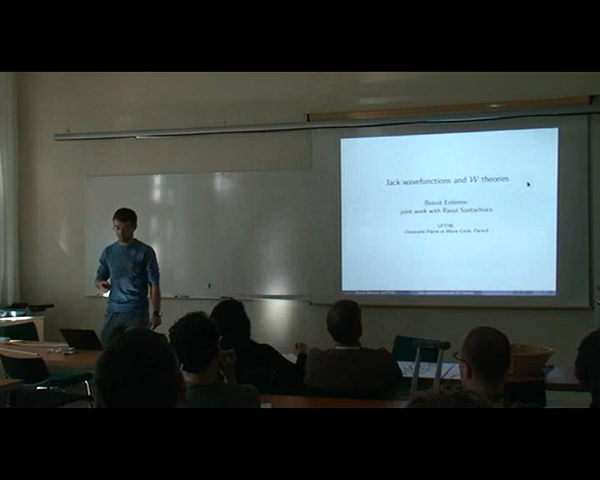 Jack wavefunctions and W theories
Benoit Estienne
joint work with Raoul Santachiara
LPTHE
Université Pierre et Marie Curie, Paris 6